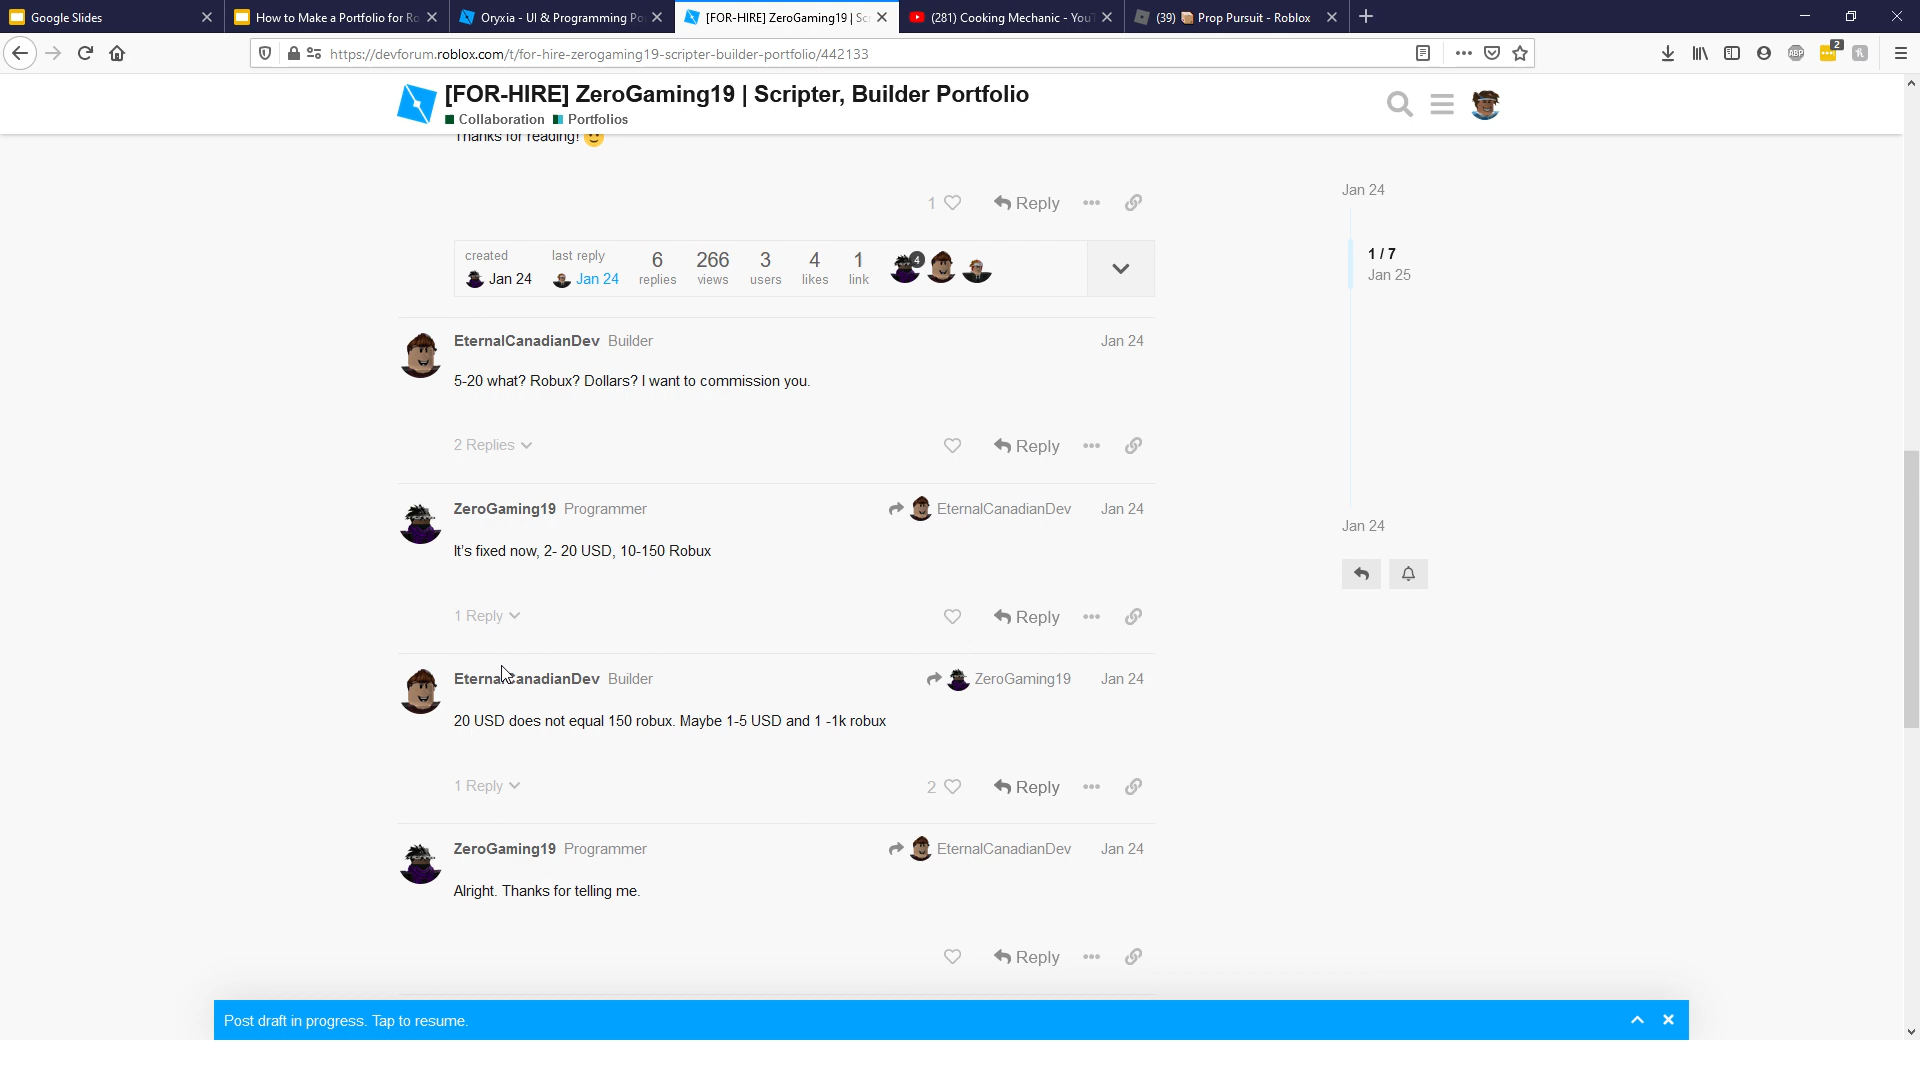 Google Slides
How to Make a Portfolio for Ro
Oryxia - UI & Programming Po
[FOR-HIRE] ZeroGaming19 | Sc
(281) Cooking Mechanic - YouT
(39) Prop Pursuit - Roblox
https://devforum.roblox.com/t/for-hire-zerogaming19-scripter-builder-portfolio/442133
ABP
2
[FOR-HIRE] ZeroGaming19 | Scripter, Builder Portfolio
Collaboration Portfolios
Thanks for reading!
1 Reply
created
Jan 24
last reply
Jan 24
6
replies
266
views
3
users
4
likes
1
link
4
Jan 24
1 / 7
Jan 25
Jan 24
EternalCanadianDev Builder Jan 24
5-20 what? Robux? Dollars? I want to commission you.
2 Replies Reply
ZeroGaming19 Programmer EternalCanadianDev Jan 24
It's fixed now, 2- 20 USD, 10-150 Robux
1 Reply Reply
EternalCanadianDev Builder ZeroGaming19 Jan 24
20 USD does not equal 150 robux. Maybe 1-5 USD and 1 -1k robux
1 Reply 2 Reply
ZeroGaming19 Programmer EternalCanadianDev Jan 24
Alright. Thanks for telling me.
Reply
Post draft in progress. Tap to resume.